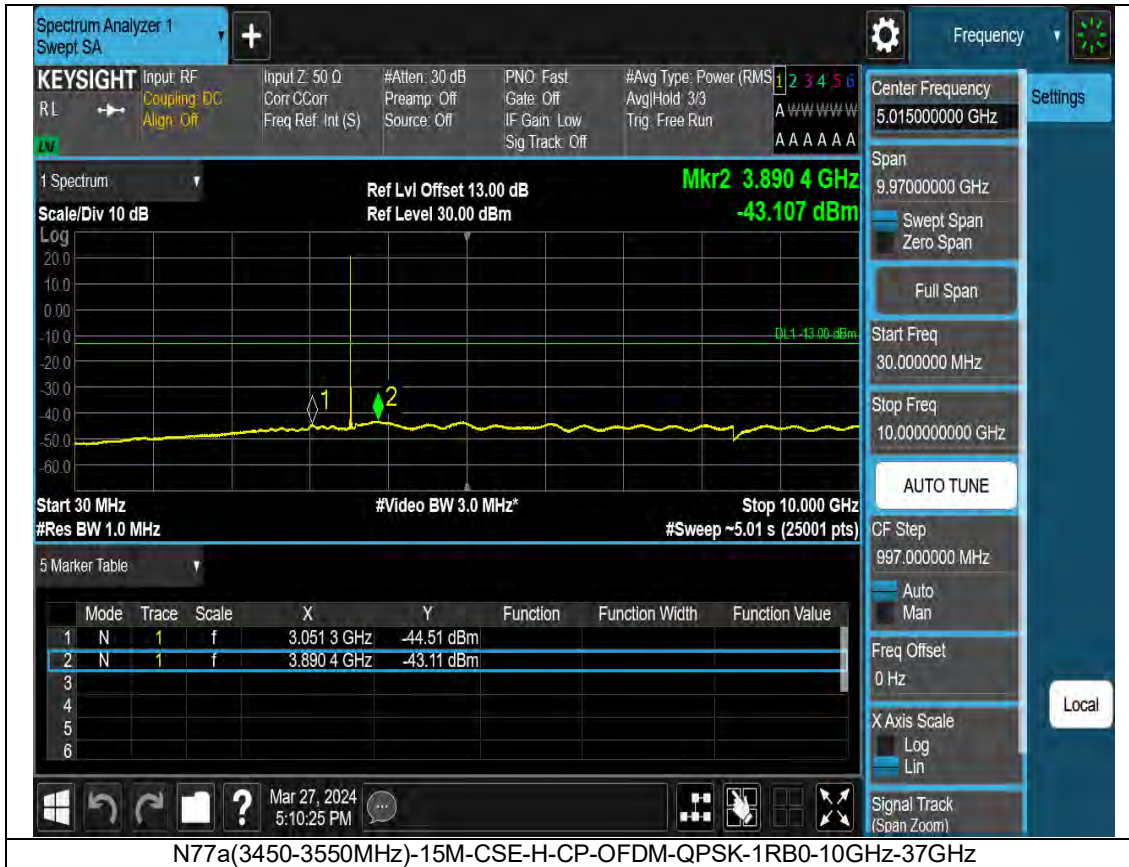 Spectrum Analyzer 1
Swept SA
+
Frequency
KEYSIGHT
RL
Input: RF
Coupling: DC
Align: Off
Input Z: 50 Ω
Corr CCorr
Freq Ref: Int (S)
#Atten: 30 dB
Preamp: Off
Source: Off
PNO: Fast
Gate: Off
IF Gain: Low
Sig Track: Off
#Avg Type: Power (RMS
Avg|Hold: 3/3
Trig: Free Run
1 2 3 4 5 6
A W W W W W
A A A A A A
1 Spectrum
Scale/Div 10 dB
Ref Lvl Offset 13.00 dB
Ref Level 30.00 dBm
Mkr2 3.890 4 GHz
-43.107 dBm
Log
20.0
10.0
0.00
-10.0
-20.0
-30.0
-40.0
-50.0
-60.0
DL1 -13.00 dBm
1
2
Start 30 MHz
#Video BW 3.0 MHz*
Stop 10.000 GHz
#Res BW 1.0 MHz
#Sweep ~5.01 s (25001 pts)
5 Marker Table
Mode Trace Scale X Y Function Function Width Function Value
1 N 1 f 3.051 3 GHz -44.51 dBm
2 N 1 f 3.890 4 GHz -43.11 dBm
3
4
5
6
Center Frequency
5.015000000 GHz
Settings
Span
9.97000000 GHz
Swept Span
Zero Span
Full Span
Start Freq
30.000000 MHz
Stop Freq
10.000000000 GHz
AUTO TUNE
CF Step
997.000000 MHz
Auto
Man
Freq Offset
0 Hz
Local
X Axis Scale
Log
Lin
Signal Track
(Span Zoom)
?
Mar 27, 2024
5:10:25 PM
N77a(3450-3550MHz)-15M-CSE-H-CP-OFDM-QPSK-1RB0-10GHz-37GHz